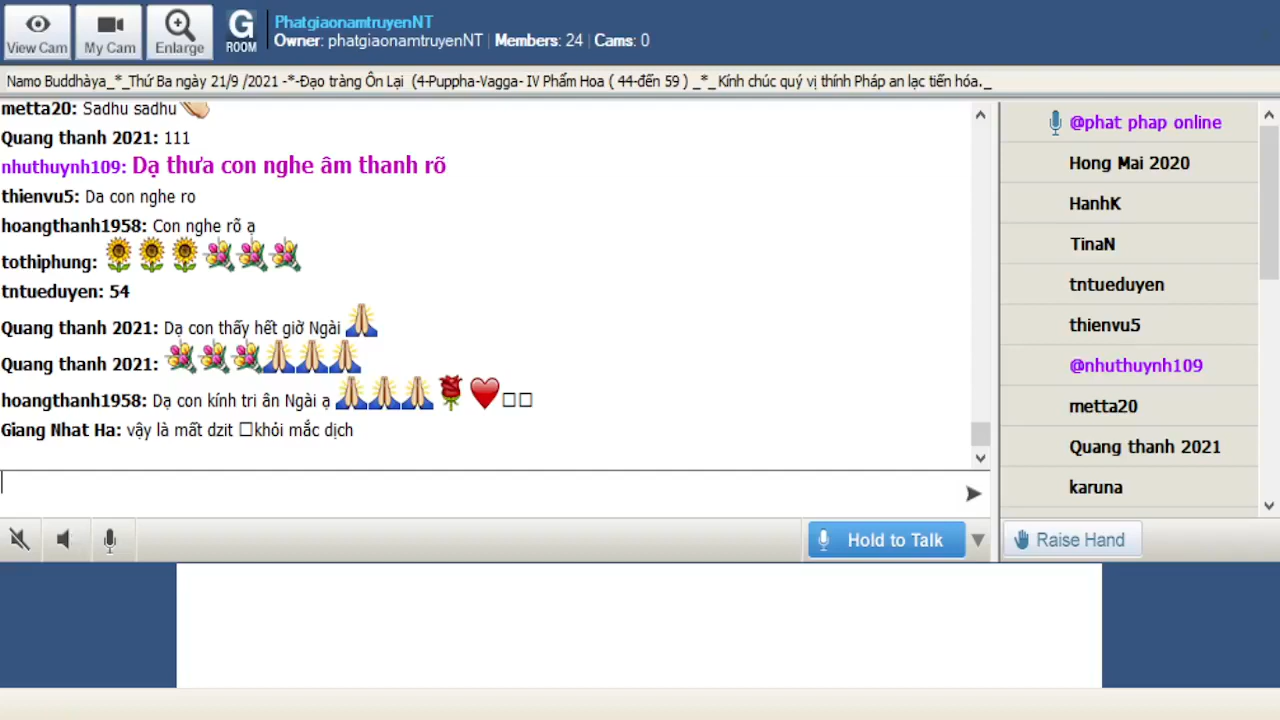 View Cam
My Cam
Enlarge
G
ROOM
PhatgiaonamtruyenNT
Owner: phatgiaonamtruyenNT | Members: 24 | Cams: 0
Namo Buddhàya_*_Thứ Ba ngày 21/9 /2021 -*-Đạo tràng Ôn Lại (4-Puppha-Vagga- IV Phẩm Hoa ( 44-đến 59 ) _*_Kính chúc quý vị thính Pháp an lạc tiến hóa._
metta20: Sadhu sadhu
Quang thanh 2021: 111
nhuthuynh109: Dạ thưa con nghe âm thanh rõ
thienvu5: Da con nghe ro
hoangthanh1958: Con nghe rõ ạ
tothiphung:
tntueduyen: 54
Quang thanh 2021: Dạ con thấy hết giờ Ngài
Quang thanh 2021:
hoangthanh1958: Dạ con kính tri ân Ngài ạ
Giang Nhat Ha: vậy là mất dzit khỏi mắc dịch
@phat phap online
Hong Mai 2020
HanhK
TinaN
tntueduyen
thienvu5
@nhuthuynh109
metta20
Quang thanh 2021
karuna
Hold to Talk
Raise Hand